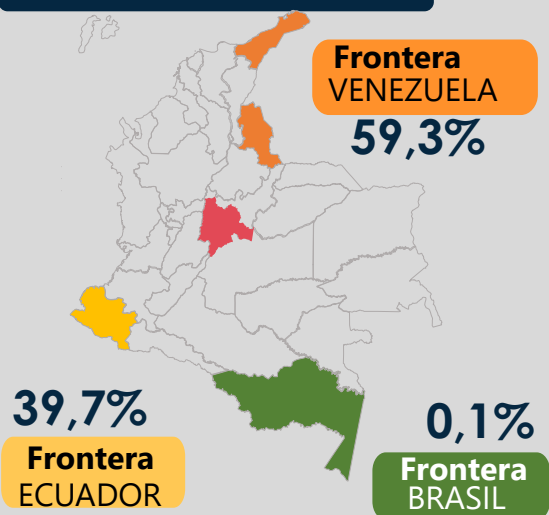 Frontera
VENEZUELA
59,3%
39,7%
Frontera
ECUADOR
0,1%
Frontera
BRASIL